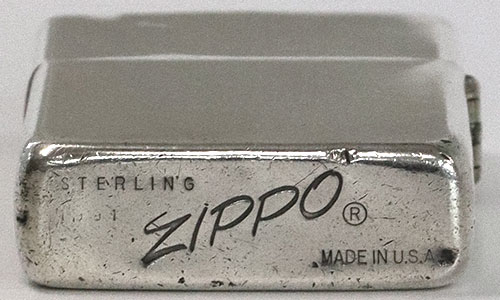 STERLING
ZIPPO ®
MADE IN U.S.A.